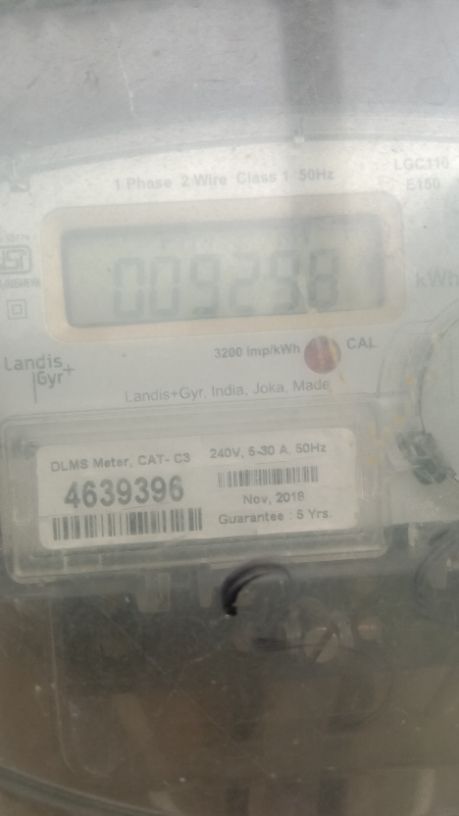 LGC110
1 Phase 2 Wire Class 1 50Hz
E150
kWh
3200 imp/kWh CAL
Landis+
Gyr
Landis+Gyr, India, Joka, Made
DLMS Meter, CAT- C3 240V, 5-30 A, 50Hz
4639396
Nov, 2018
Guarantee : 5 Yrs.